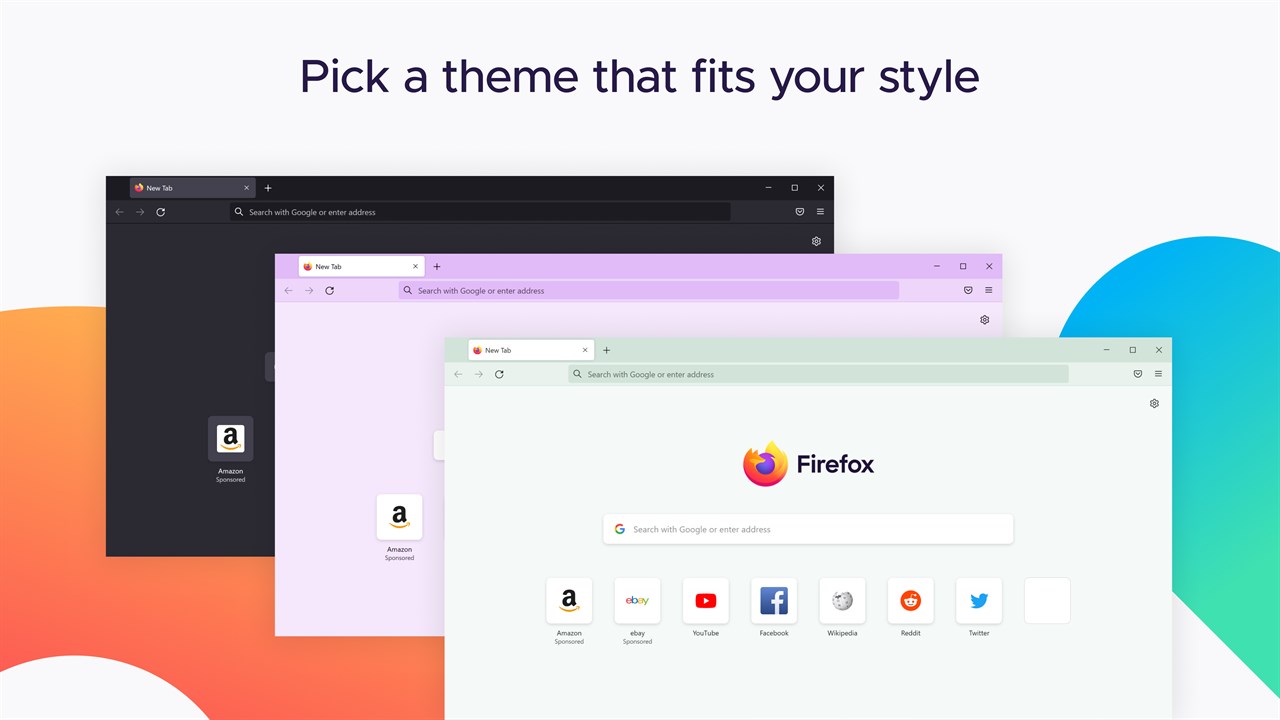 Pick a theme that fits your style
New Tab
Search with Google or enter address
Amazon
Sponsored
New Tab
Search with Google or enter address
Amazon
Sponsored
New Tab
Search with Google or enter address
Firefox
Search with Google or enter address
a ebay
Amazon ebay YouTube Facebook Wikipedia Reddit Twitter
Sponsored Sponsored